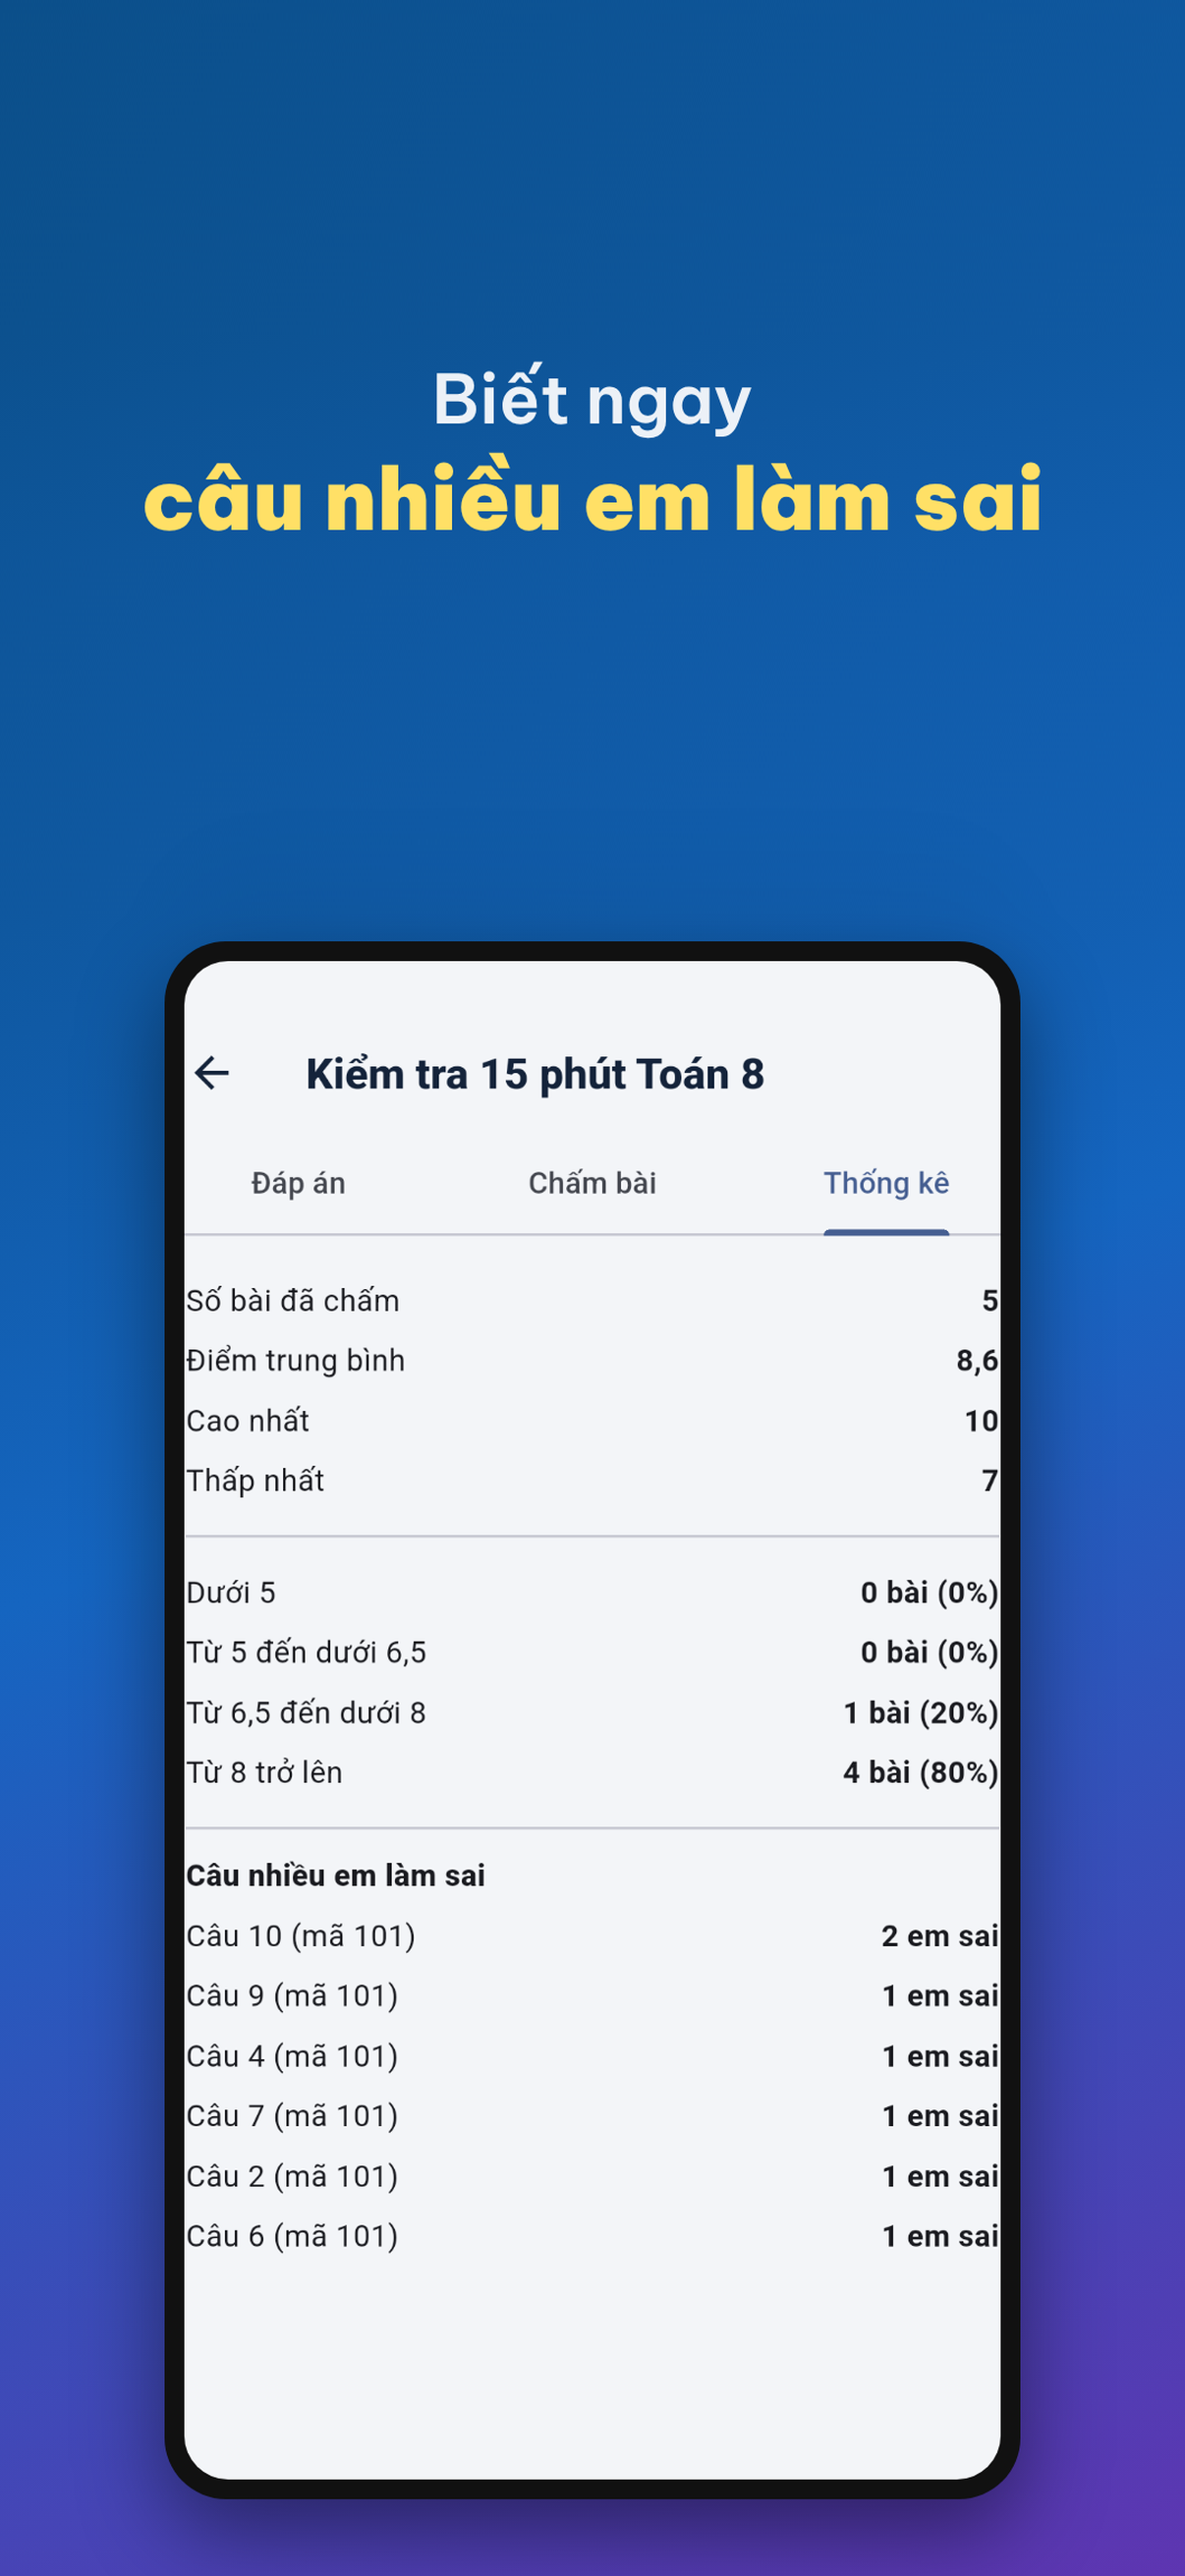 Biết ngay
câu nhiều em làm sai
Kiểm tra 15 phút Toán 8
Đáp án Chấm bài Thống kê
Số bài đã chấm 5
Điểm trung bình 8,6
Cao nhất 10
Thấp nhất 7
Dưới 5 0 bài (0%)
Từ 5 đến dưới 6,5 0 bài (0%)
Từ 6,5 đến dưới 8 1 bài (20%)
Từ 8 trở lên 4 bài (80%)
Câu nhiều em làm sai
Câu 10 (mã 101) 2 em sai
Câu 9 (mã 101) 1 em sai
Câu 4 (mã 101) 1 em sai
Câu 7 (mã 101) 1 em sai
Câu 2 (mã 101) 1 em sai
Câu 6 (mã 101) 1 em sai